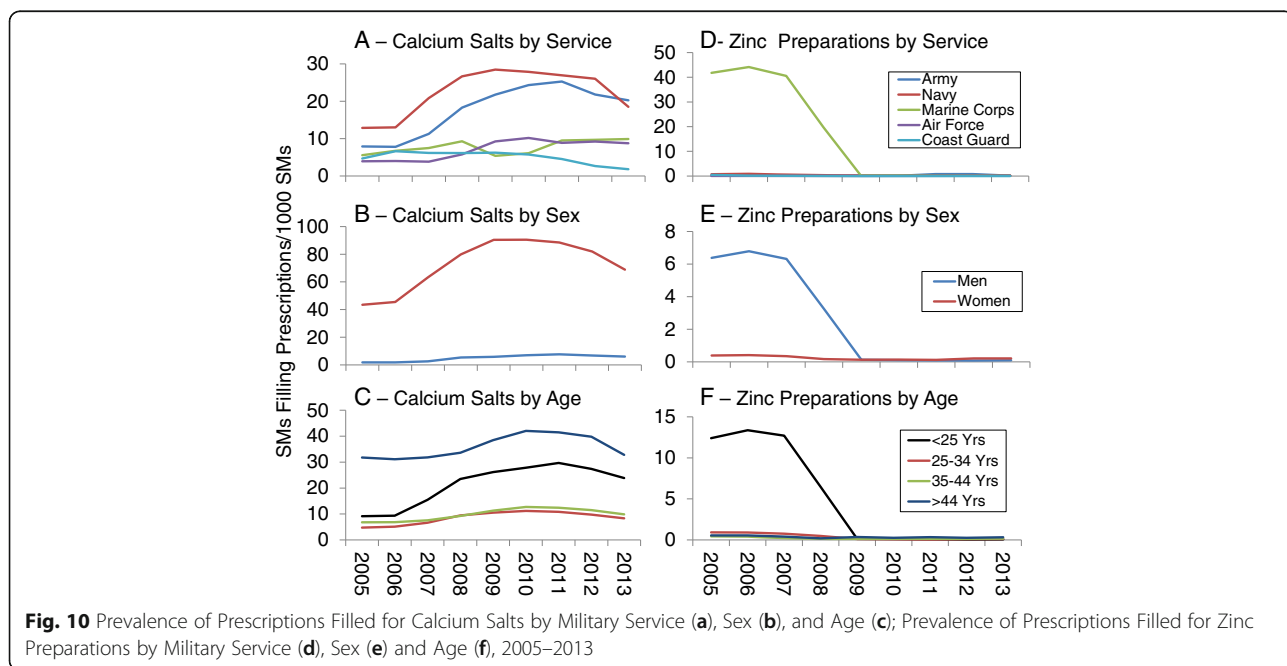 A – Calcium Salts by Service
30
20
10
0
B – Calcium Salts by Sex
100
80
60
40
20
0
C – Calcium Salts by Age
50
40
30
20
10
0
2005
2006
2007
2008
2009
2010
2011
2012
2013
SMs Filling Prescriptions/1000 SMs
D- Zinc Preparations by Service
50
40
30
20
10
0
Army
Navy
Marine Corps
Air Force
Coast Guard
E – Zinc Preparations by Sex
8
6
4
2
0
Men
Women
F – Zinc Preparations by Age
15
10
5
0
<25 Yrs
25-34 Yrs
35-44 Yrs
>44 Yrs
2005
2006
2007
2008
2009
2010
2011
2012
2013
Fig. 10 Prevalence of Prescriptions Filled for Calcium Salts by Military Service (a), Sex (b), and Age (c); Prevalence of Prescriptions Filled for Zinc
Preparations by Military Service (d), Sex (e) and Age (f), 2005–2013